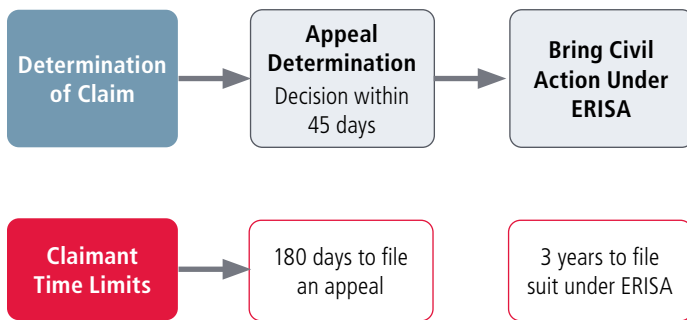 Determination
of Claim
Appeal
Determination
Decision within
45 days
Bring Civil
Action Under
ERISA
Claimant
Time Limits
180 days to file
an appeal
3 years to file
suit under ERISA